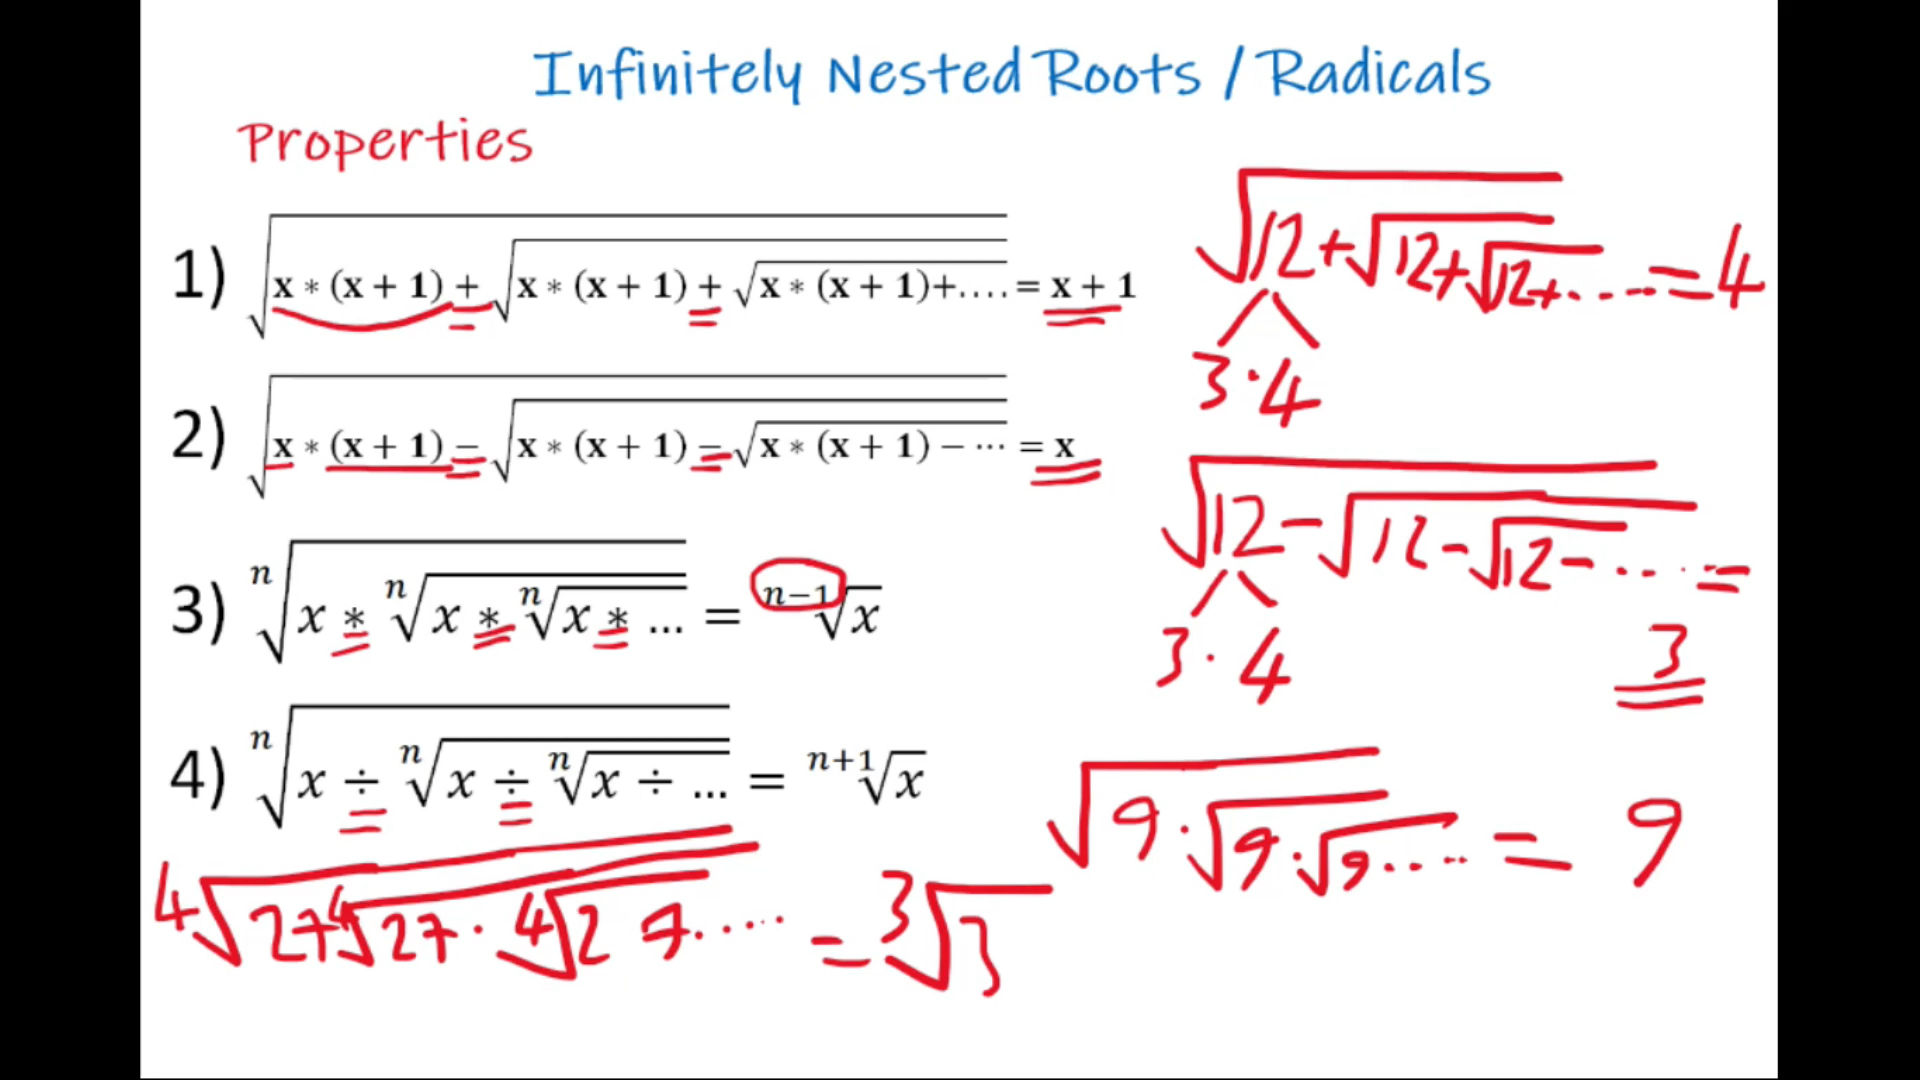 Infinitely Nested Roots / Radicals
Properties
1) √(x * (x + 1) + √(x * (x + 1) + √(x * (x + 1)+....))) = x + 1
√(12+√(12+√(12+.....))) = 4
3·4
2) √(x * (x + 1) − √(x * (x + 1) − √(x * (x + 1) − ···))) = x
√(12-√(12-√(12-.....))) =
3·4
3
3) ⁿ√(x * ⁿ√(x * ⁿ√(x * ...))) = ⁿ⁻¹√x
4) ⁿ√(x ÷ ⁿ√(x ÷ ⁿ√(x ÷ ...))) = ⁿ⁺¹√x
√(9·√(9·√(9.....))) = 9
⁴√(27 ⁴√(27· ⁴√(27.....))) = ³√3